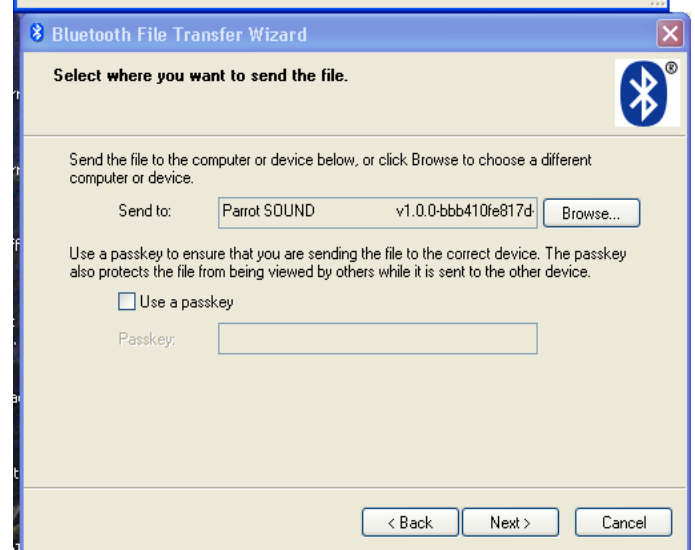 Bluetooth File Transfer Wizard
Select where you want to send the file.
®
Send the file to the computer or device below, or click Browse to choose a different
computer or device.
Send to: Parrot SOUND v1.0.0-bbb410fe817d- Browse...
Use a passkey to ensure that you are sending the file to the correct device. The passkey
also protects the file from being viewed by others while it is sent to the other device.
Use a passkey
Passkey:
< Back Next > Cancel